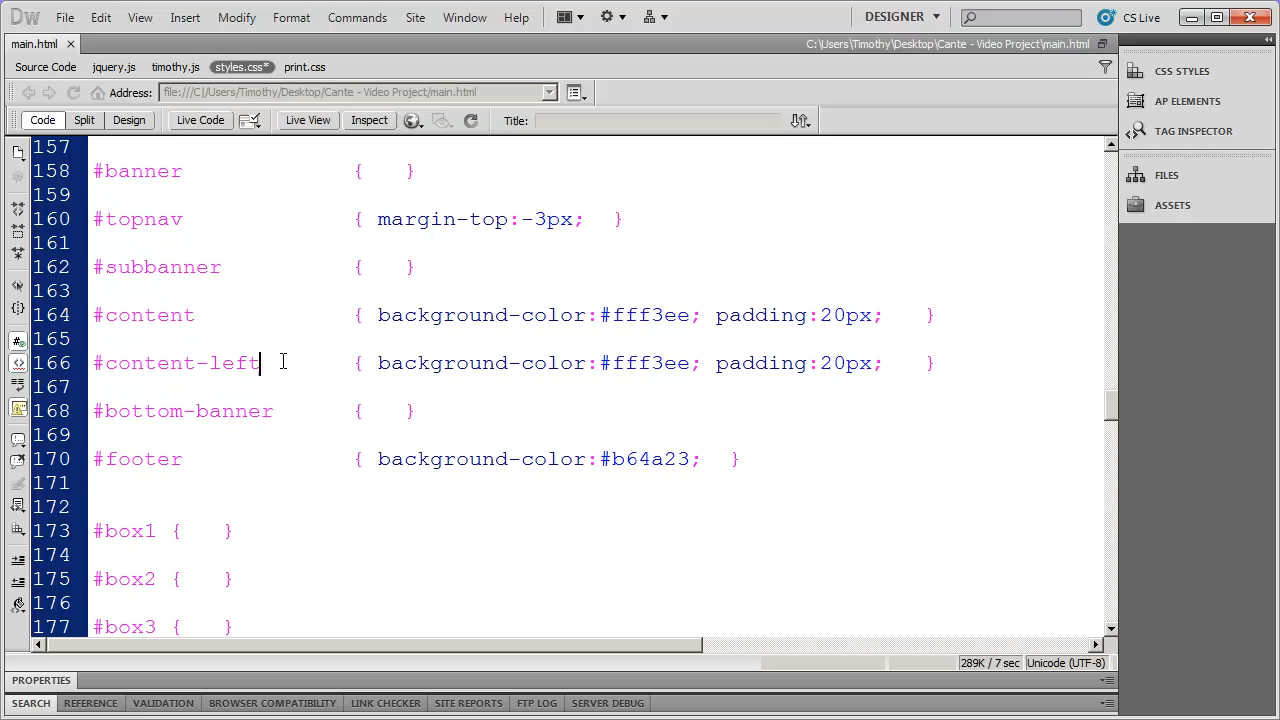 Dw File Edit View Insert Modify Format Commands Site Window Help DESIGNER CS Live
main.html C:\Users\Timothy\Desktop\Cante - Video Project\main.html
Source Code jquery.js timothy.js styles.css* print.css
Address: file:///C|/Users/Timothy/Desktop/Cante - Video Project/main.html
Code Split Design Live Code Live View Inspect Title:
157
158 #banner { }
159
160 #topnav { margin-top:-3px; }
161
162 #subbanner { }
163
164 #content { background-color:#fff3ee; padding:20px; }
165
166 #content-left { background-color:#fff3ee; padding:20px; }
167
168 #bottom-banner { }
169
170 #footer { background-color:#b64a23; }
171
172
173 #box1 { }
174
175 #box2 { }
176
177 #box3 { }
CSS STYLES
AP ELEMENTS
TAG INSPECTOR
FILES
ASSETS
289K / 7 sec Unicode (UTF-8)
PROPERTIES
SEARCH REFERENCE VALIDATION BROWSER COMPATIBILITY LINK CHECKER SITE REPORTS FTP LOG SERVER DEBUG